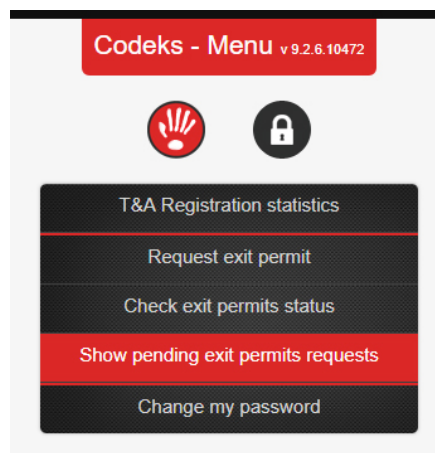 Codeks - Menu v 9.2.6.10472
T&A Registration statistics
Request exit permit
Check exit permits status
Show pending exit permits requests
Change my password